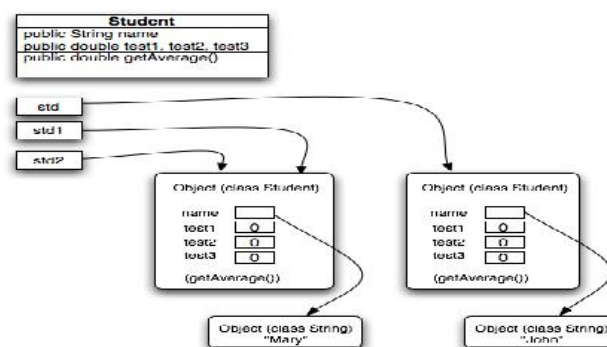 Student
public String name
public double test1, test2, test3
public double getAverage()
std
std1
std2
Object (class Student)
name
test1 0
test2 0
test3 0
(getAverage())
Object (class String)
"Mary"
Object (class Student)
name
test1 0
test2 0
test3 0
(getAverage())
Object (class String)
"John"